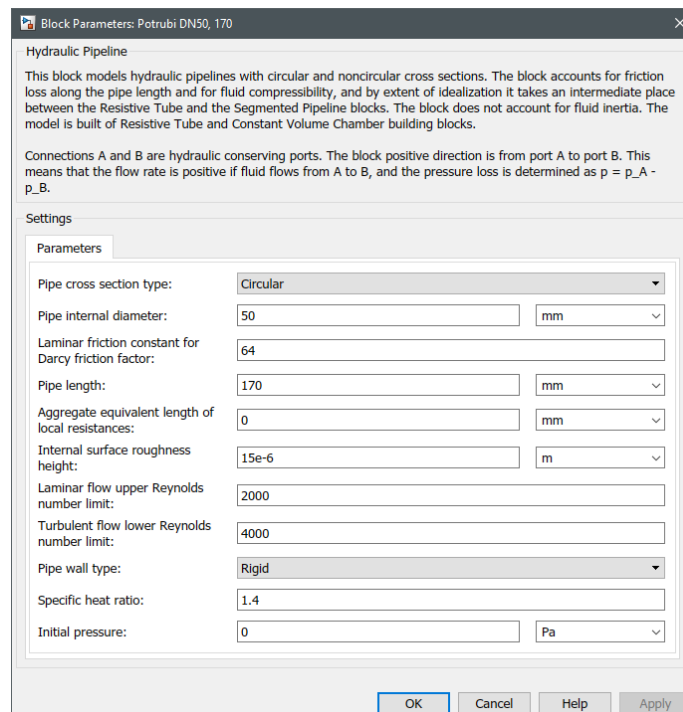 Block Parameters: Potrubi DN50, 170
Hydraulic Pipeline
This block models hydraulic pipelines with circular and noncircular cross sections. The block accounts for friction
loss along the pipe length and for fluid compressibility, and by extent of idealization it takes an intermediate place
between the Resistive Tube and the Segmented Pipeline blocks. The block does not account for fluid inertia. The
model is built of Resistive Tube and Constant Volume Chamber building blocks.
Connections A and B are hydraulic conserving ports. The block positive direction is from port A to port B. This
means that the flow rate is positive if fluid flows from A to B, and the pressure loss is determined as p = p_A -
p_B.
Settings
Parameters
Pipe cross section type: Circular
Pipe internal diameter: 50 mm
Laminar friction constant for
Darcy friction factor: 64
Pipe length: 170 mm
Aggregate equivalent length of
local resistances: 0 mm
Internal surface roughness
height: 15e-6 m
Laminar flow upper Reynolds
number limit: 2000
Turbulent flow lower Reynolds
number limit: 4000
Pipe wall type: Rigid
Specific heat ratio: 1.4
Initial pressure: 0 Pa
OK Cancel Help Apply